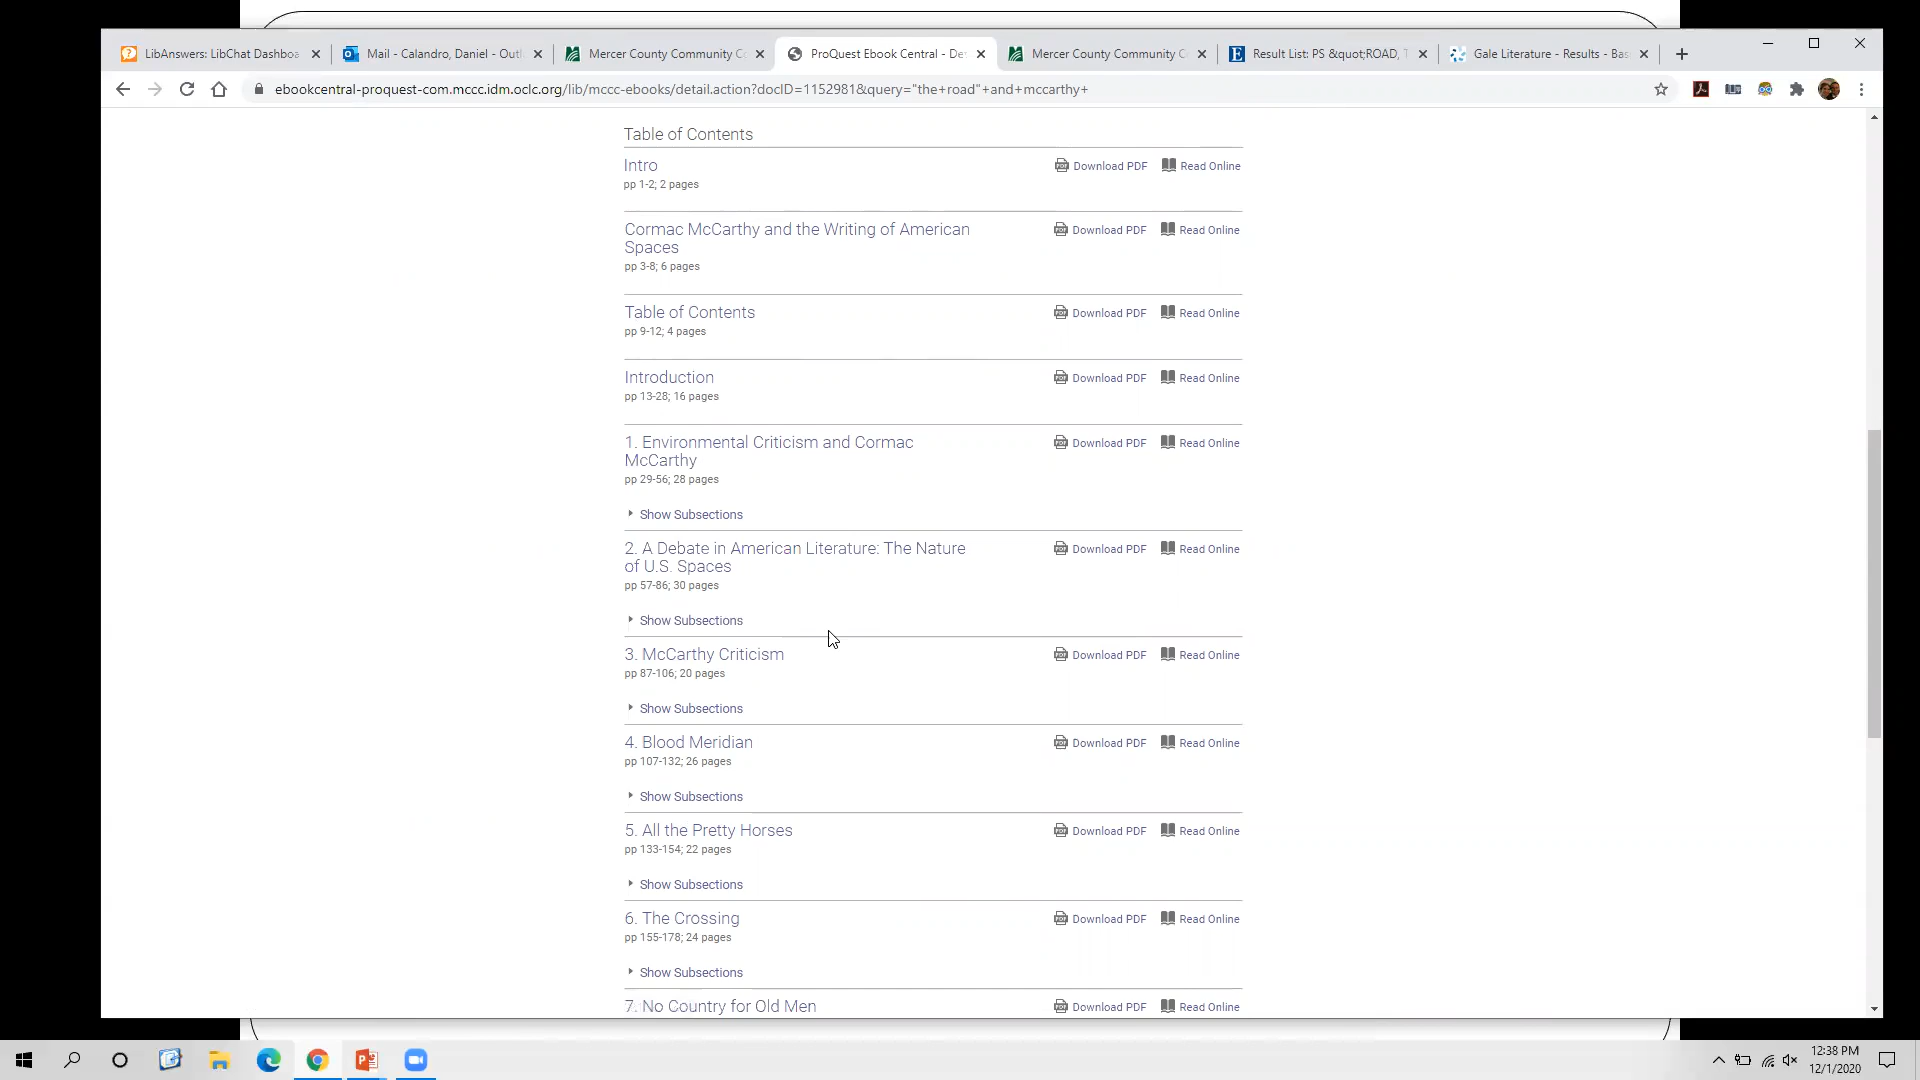 LibAnswers: LibChat Dashboa
Mail - Calandro, Daniel - Outl
Mercer County Community C
ProQuest Ebook Central - De
Mercer County Community C
Result List: PS &quot;ROAD, T
Gale Literature - Results - Bas
ebookcentral-proquest-com.mccc.idm.oclc.org/lib/mccc-ebooks/detail.action?docID=1152981&query="the+road"+and+mccarthy+
Table of Contents
Intro Download PDF Read Online
pp 1-2; 2 pages
Cormac McCarthy and the Writing of American Download PDF Read Online
Spaces
pp 3-8; 6 pages
Table of Contents Download PDF Read Online
pp 9-12; 4 pages
Introduction Download PDF Read Online
pp 13-28; 16 pages
1. Environmental Criticism and Cormac Download PDF Read Online
McCarthy
pp 29-56; 28 pages
Show Subsections
2. A Debate in American Literature: The Nature Download PDF Read Online
of U.S. Spaces
pp 57-86; 30 pages
Show Subsections
3. McCarthy Criticism Download PDF Read Online
pp 87-106; 20 pages
Show Subsections
4. Blood Meridian Download PDF Read Online
pp 107-132; 26 pages
Show Subsections
5. All the Pretty Horses Download PDF Read Online
pp 133-154; 22 pages
Show Subsections
6. The Crossing Download PDF Read Online
pp 155-178; 24 pages
Show Subsections
7. No Country for Old Men Download PDF Read Online
12:38 PM
12/1/2020